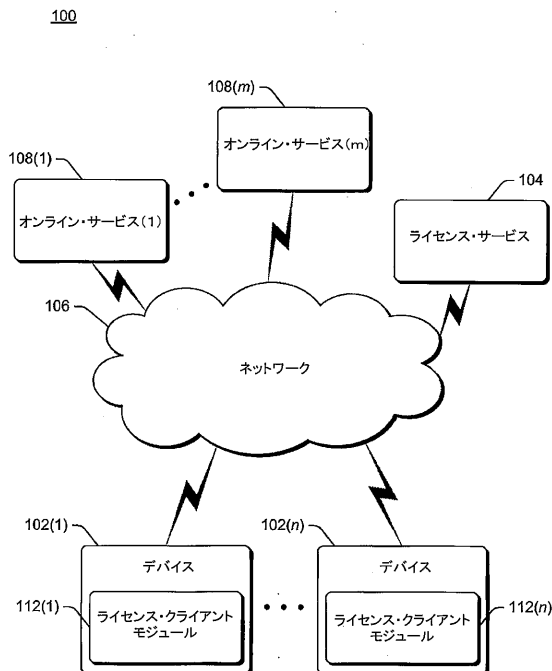 100
108(m)
オンライン・サービス(m)
108(1)
オンライン・サービス(1)
104
ライセンス・サービス
106
ネットワーク
102(1)
102(n)
デバイス
デバイス
112(1)
ライセンス・クライアント
モジュール
ライセンス・クライアント
モジュール
112(n)